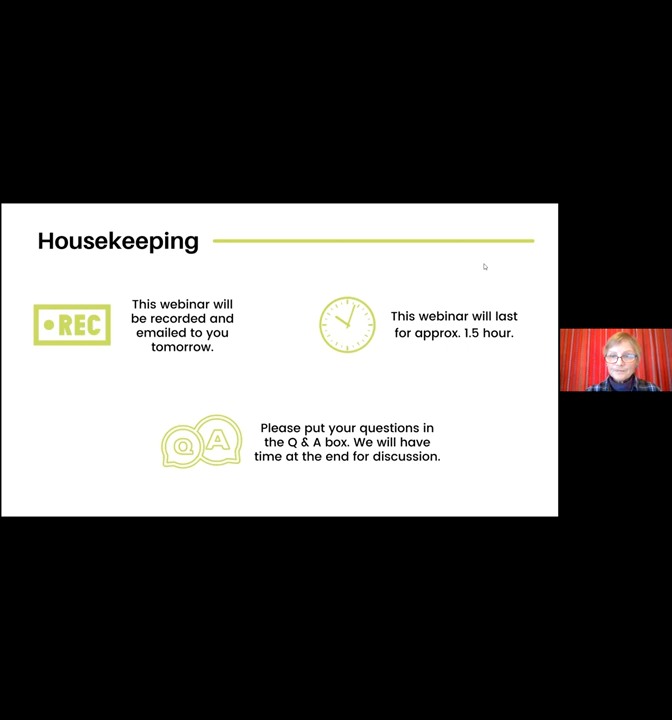 Housekeeping
REC
This webinar will
be recorded and
emailed to you
tomorrow.
This webinar will last
for approx. 1.5 hour.
Q A
Please put your questions in
the Q & A box. We will have
time at the end for discussion.